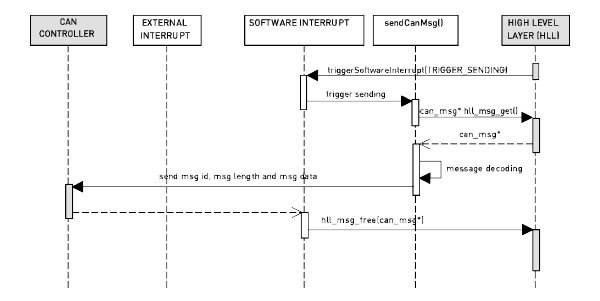 CAN
CONTROLLER
EXTERNAL
INTERRUPT
SOFTWARE INTERRUPT
sendCanMsg()
HIGH LEVEL
LAYER (HLL)
triggerSoftwareInterrupt(TRIGGER_SENDING)
trigger sending
can_msg* hll_msg_get()
can_msg*
message decoding
send msg id, msg length and msg data
hll_msg_free(can_msg*)